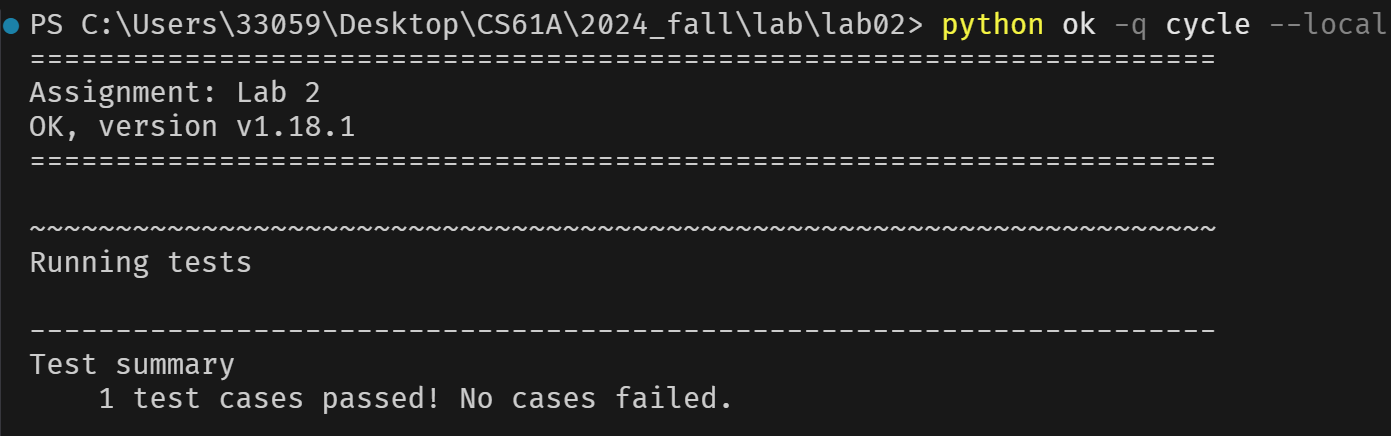 PS C:\Users\33059\Desktop\CS61A\2024_fall\lab\lab02> python ok -q cycle --local
=====================================================================
Assignment: Lab 2
OK, version v1.18.1
=====================================================================
~~~~~~~~~~~~~~~~~~~~~~~~~~~~~~~~~~~~~~~~~~~~~~~~~~~~~~~~~~~~~~~~~~~~~
Running tests
---------------------------------------------------------------------
Test summary
    1 test cases passed! No cases failed.